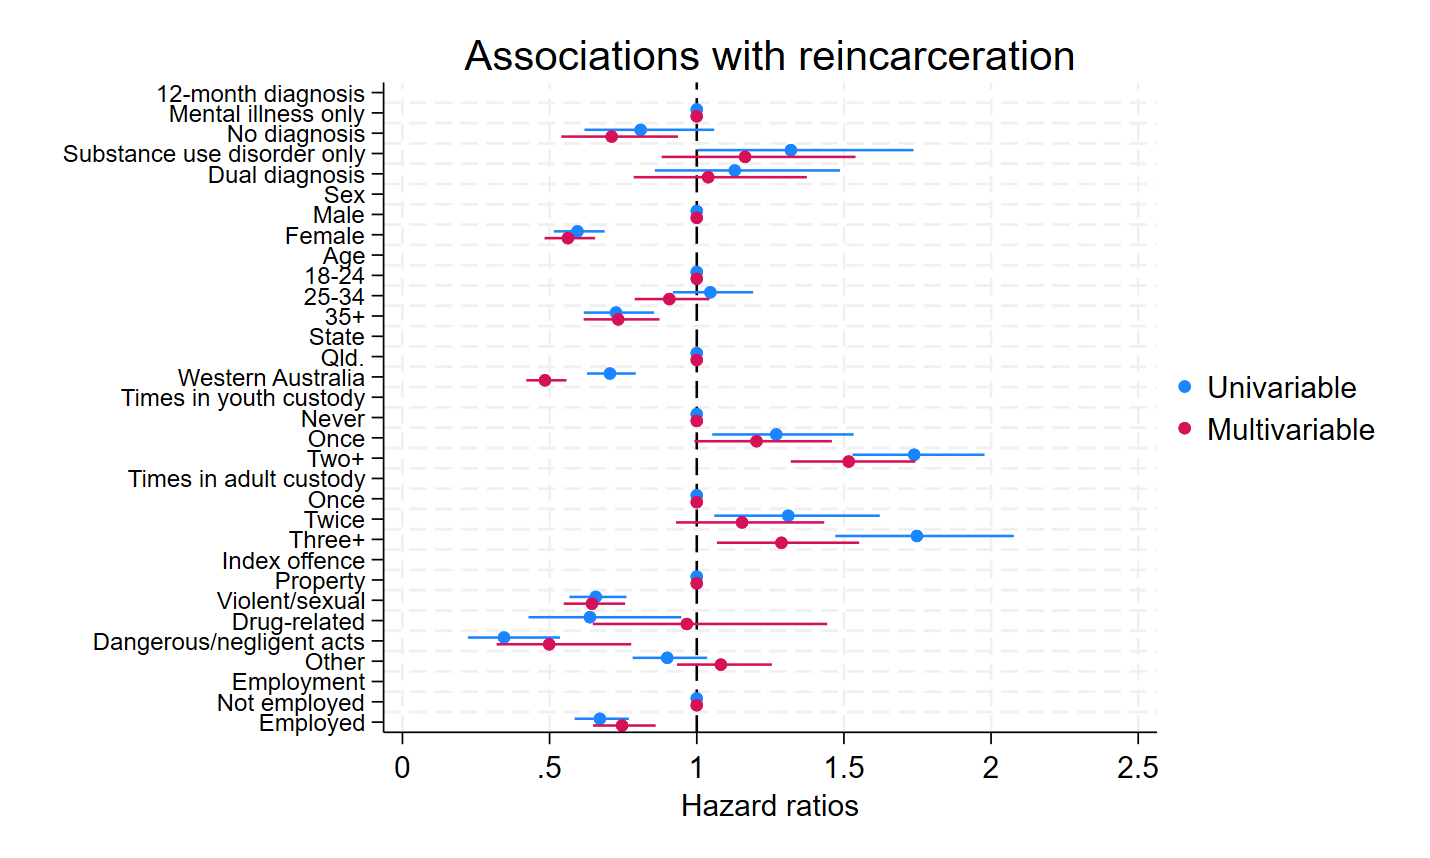 Associations with reincarceration
12-month diagnosis
Mental illness only
No diagnosis
Substance use disorder only
Dual diagnosis
Sex
Male
Female
Age
18-24
25-34
35+
State
Qld.
Western Australia
Times in youth custody
Never
Once
Two+
Times in adult custody
Once
Twice
Three+
Index offence
Property
Violent/sexual
Drug-related
Dangerous/negligent acts
Other
Employment
Not employed
Employed
0 .5 1 1.5 2 2.5
Hazard ratios
Univariable
Multivariable